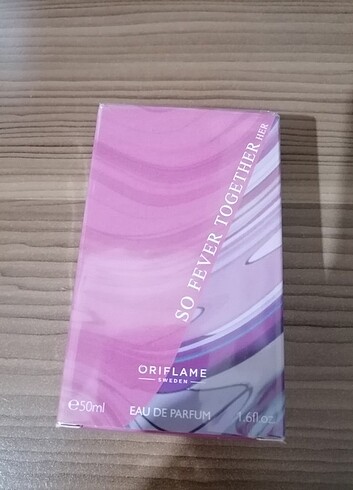 SO FEVER TOGETHER HER
ORIFLAME
SWEDEN
℮50ml EAU DE PARFUM 1.6fl.oz.